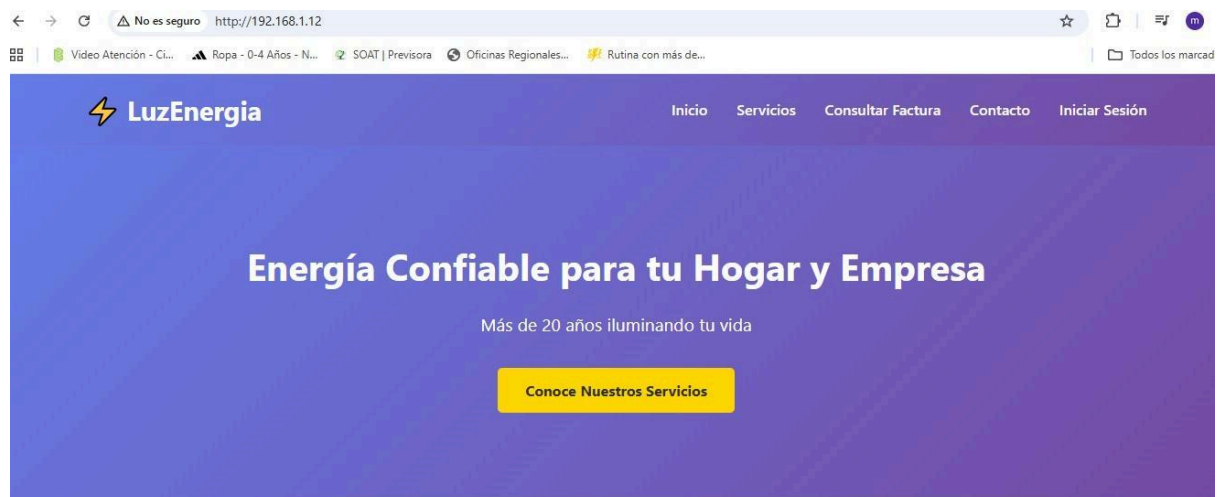 No es seguro http://192.168.1.12
m
Video Atención - Ci... Ropa - 0-4 Años - N... SOAT | Previsora Oficinas Regionales... Rutina con más de... Todos los marcad
LuzEnergia Inicio Servicios Consultar Factura Contacto Iniciar Sesión
Energía Confiable para tu Hogar y Empresa
Más de 20 años iluminando tu vida
Conoce Nuestros Servicios